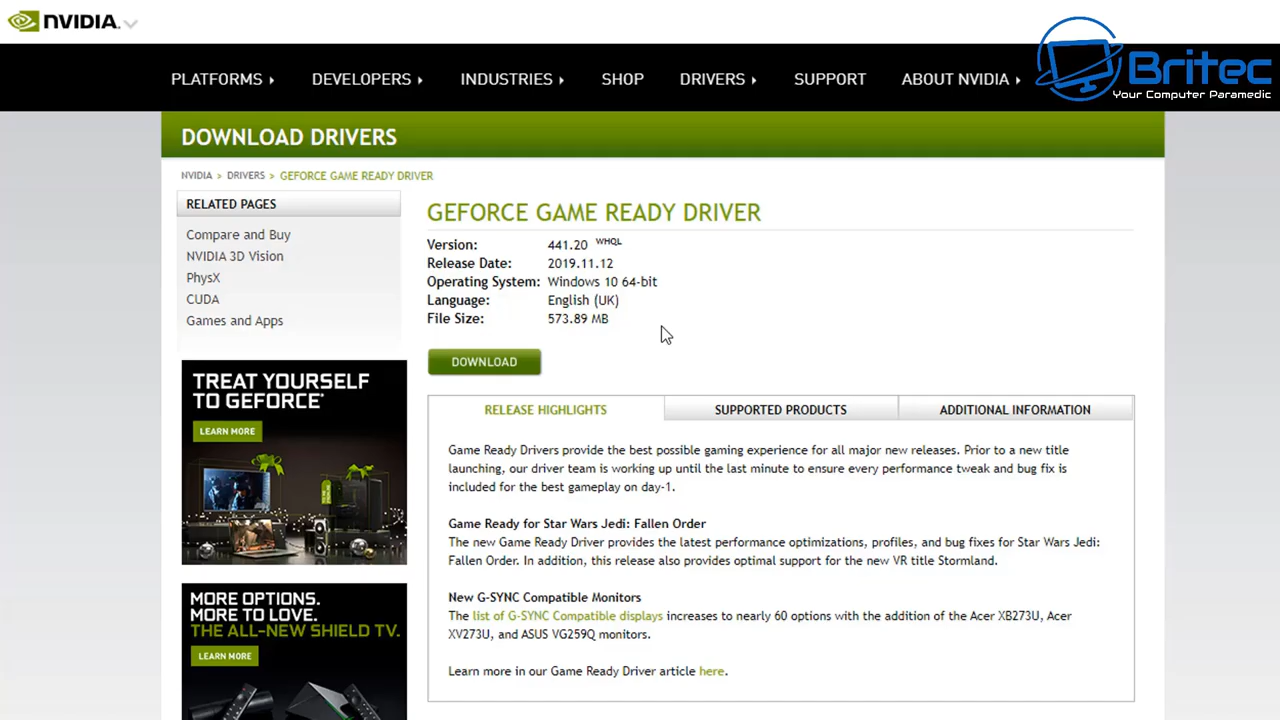 NVIDIA.
Britec
Your Computer Paramedic
PLATFORMS DEVELOPERS INDUSTRIES SHOP DRIVERS SUPPORT ABOUT NVIDIA
DOWNLOAD DRIVERS
NVIDIA > DRIVERS > GEFORCE GAME READY DRIVER
RELATED PAGES
Compare and Buy
NVIDIA 3D Vision
PhysX
CUDA
Games and Apps
TREAT YOURSELF
TO GEFORCE®
LEARN MORE
MORE OPTIONS.
MORE TO LOVE.
THE ALL-NEW SHIELD TV.
LEARN MORE
GEFORCE GAME READY DRIVER
Version: 441.20 WHQL
Release Date: 2019.11.12
Operating System: Windows 10 64-bit
Language: English (UK)
File Size: 573.89 MB
DOWNLOAD
RELEASE HIGHLIGHTS SUPPORTED PRODUCTS ADDITIONAL INFORMATION
Game Ready Drivers provide the best possible gaming experience for all major new releases. Prior to a new title
launching, our driver team is working up until the last minute to ensure every performance tweak and bug fix is
included for the best gameplay on day-1.
Game Ready for Star Wars Jedi: Fallen Order
The new Game Ready Driver provides the latest performance optimizations, profiles, and bug fixes for Star Wars Jedi:
Fallen Order. In addition, this release also provides optimal support for the new VR title Stormland.
New G-SYNC Compatible Monitors
The list of G-SYNC Compatible displays increases to nearly 60 options with the addition of the Acer XB273U, Acer
XV273U, and ASUS VG259Q monitors.
Learn more in our Game Ready Driver article here.